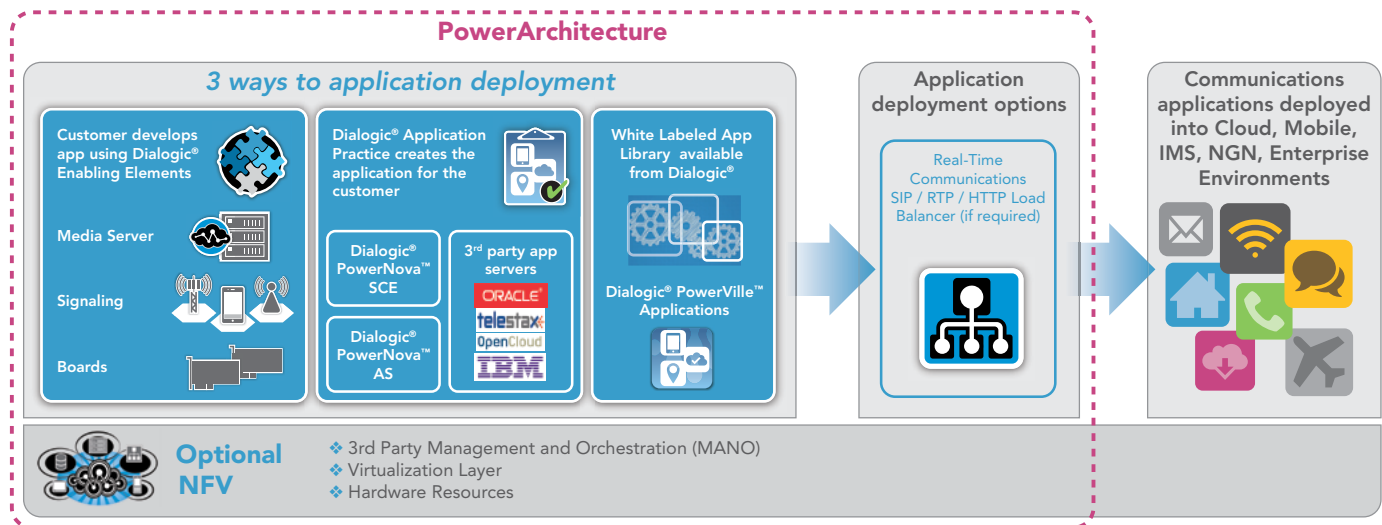 PowerArchitecture
3 ways to application deployment
Customer develops
app using Dialogic®
Enabling Elements
Media Server
Signaling
Boards
Dialogic® Application
Practice creates the
application for the
customer
Dialogic®
PowerNova™
SCE
Dialogic®
PowerNova™
AS
3rd party app
servers
ORACLE®
telestax
OpenCloud
IBM
White Labeled App
Library available
from Dialogic®
Dialogic® PowerVille™
Applications
Application
deployment options
Real-Time
Communications
SIP / RTP / HTTP Load
Balancer (if required)
Communications
applications deployed
into Cloud, Mobile,
IMS, NGN, Enterprise
Environments
Optional
NFV
❖ 3rd Party Management and Orchestration (MANO)
❖ Virtualization Layer
❖ Hardware Resources